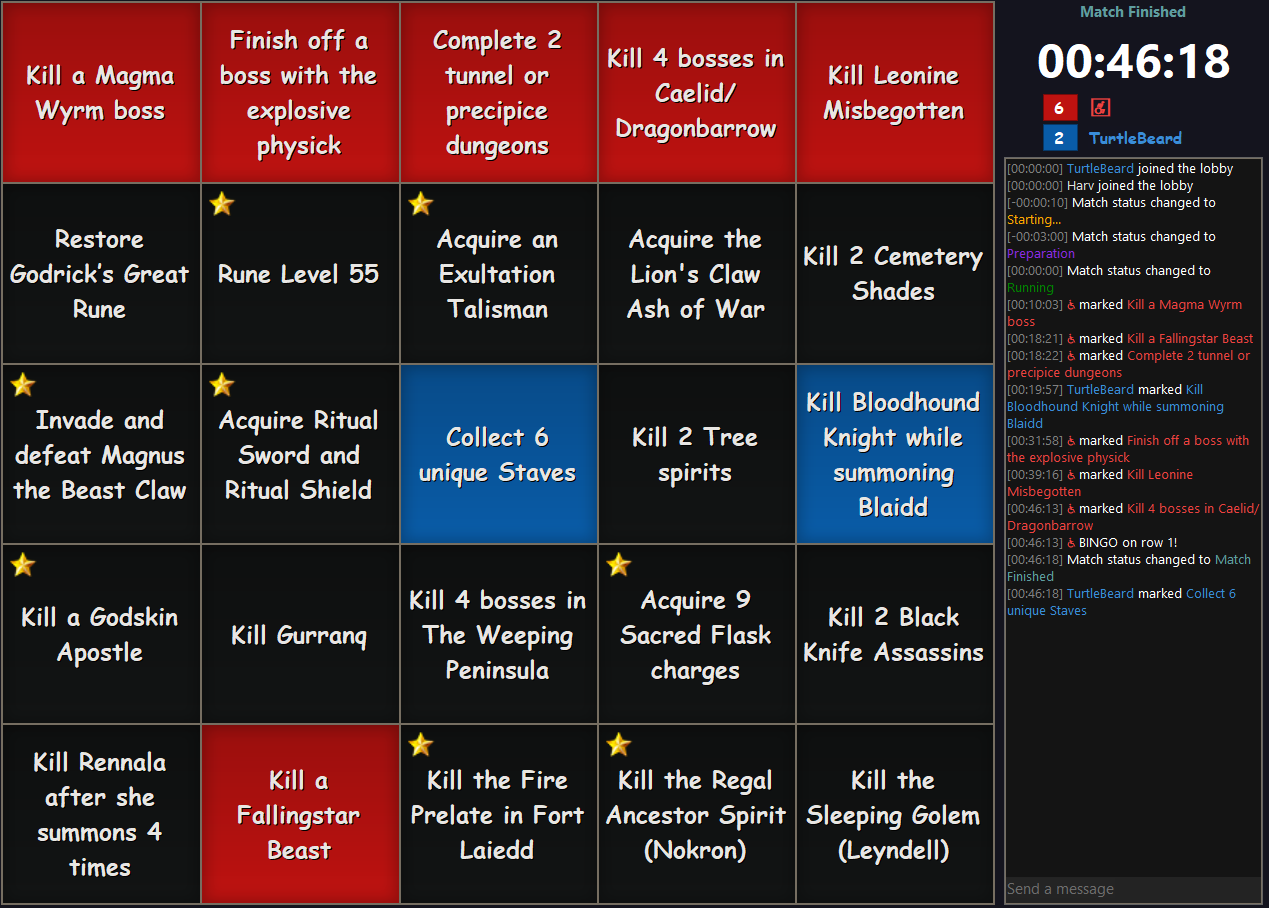 Kill a Magma
Wyrm boss
Finish off a
boss with the
explosive
physick
Complete 2
tunnel or
precipice
dungeons
Kill 4 bosses in
Caelid/
Dragonbarrow
Kill Leonine
Misbegotten
Restore
Godrick's Great
Rune
Rune Level 55
Acquire an
Exultation
Talisman
Acquire the
Lion's Claw
Ash of War
Kill 2 Cemetery
Shades
Invade and
defeat Magnus
the Beast Claw
Acquire Ritual
Sword and
Ritual Shield
Collect 6
unique Staves
Kill 2 Tree
spirits
Kill Bloodhound
Knight while
summoning
Blaidd
Kill a Godskin
Apostle
Kill Gurranq
Kill 4 bosses in
The Weeping
Peninsula
Acquire 9
Sacred Flask
charges
Kill 2 Black
Knife Assassins
Kill Rennala
after she
summons 4
times
Kill a
Fallingstar
Beast
Kill the Fire
Prelate in Fort
Laiedd
Kill the Regal
Ancestor Spirit
(Nokron)
Kill the
Sleeping Golem
(Leyndell)
Match Finished
00:46:18
6 ♿
2 TurtleBeard
[00:00:00] TurtleBeard joined the lobby
[00:00:00] Harv joined the lobby
[-00:00:10] Match status changed to
Starting...
[-00:03:00] Match status changed to
Preparation
[00:00:00] Match status changed to
Running
[00:10:03] ♿ marked Kill a Magma Wyrm
boss
[00:18:21] ♿ marked Kill a Fallingstar Beast
[00:18:22] ♿ marked Complete 2 tunnel or
precipice dungeons
[00:19:57] TurtleBeard marked Kill
Bloodhound Knight while summoning
Blaidd
[00:31:58] ♿ marked Finish off a boss with
the explosive physick
[00:39:16] ♿ marked Kill Leonine
Misbegotten
[00:46:13] ♿ marked Kill 4 bosses in Caelid/
Dragonbarrow
[00:46:13] ♿ BINGO on row 1!
[00:46:18] Match status changed to Match
Finished
[00:46:18] TurtleBeard marked Collect 6
unique Staves
Send a message